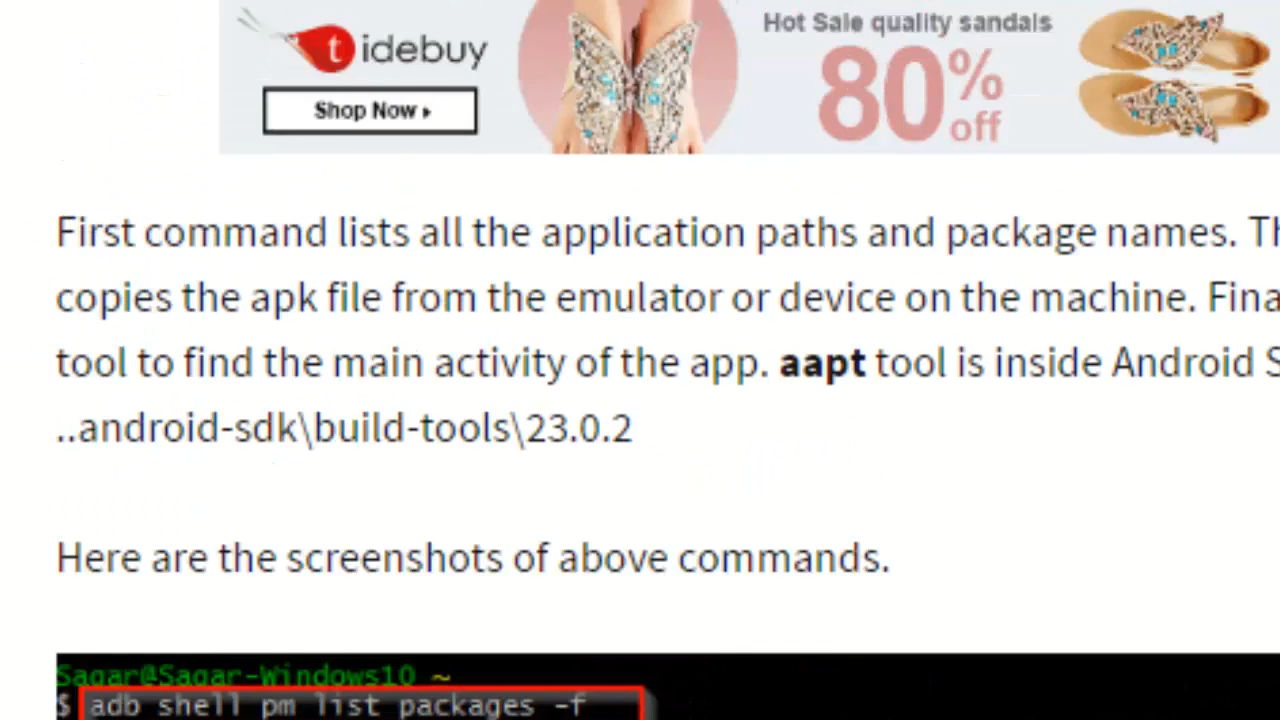 tidebuy
Shop Now
Hot Sale quality sandals
80% off
First command lists all the application paths and package names.
copies the apk file from the emulator or device on the machine.
tool to find the main activity of the app. aapt tool is inside Android
..android-sdk\build-tools\23.0.2
Here are the screenshots of above commands.
Sagar@Sagar-Windows10 ~
$ adb shell pm list packages -f